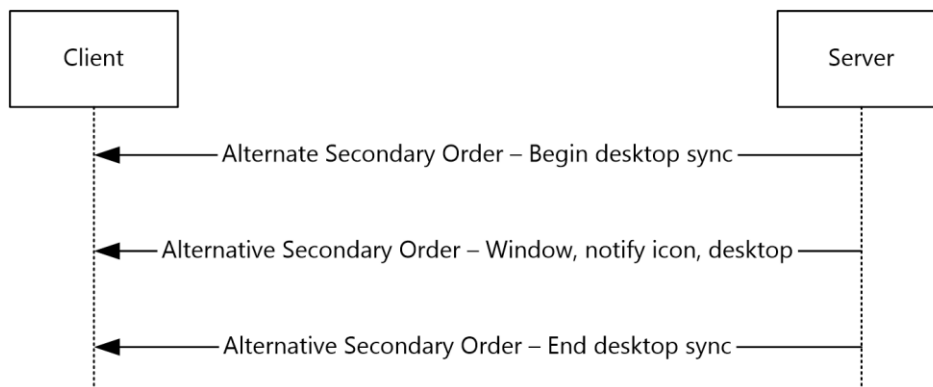 Client
Server
Alternate Secondary Order – Begin desktop sync
Alternative Secondary Order – Window, notify icon, desktop
Alternative Secondary Order – End desktop sync